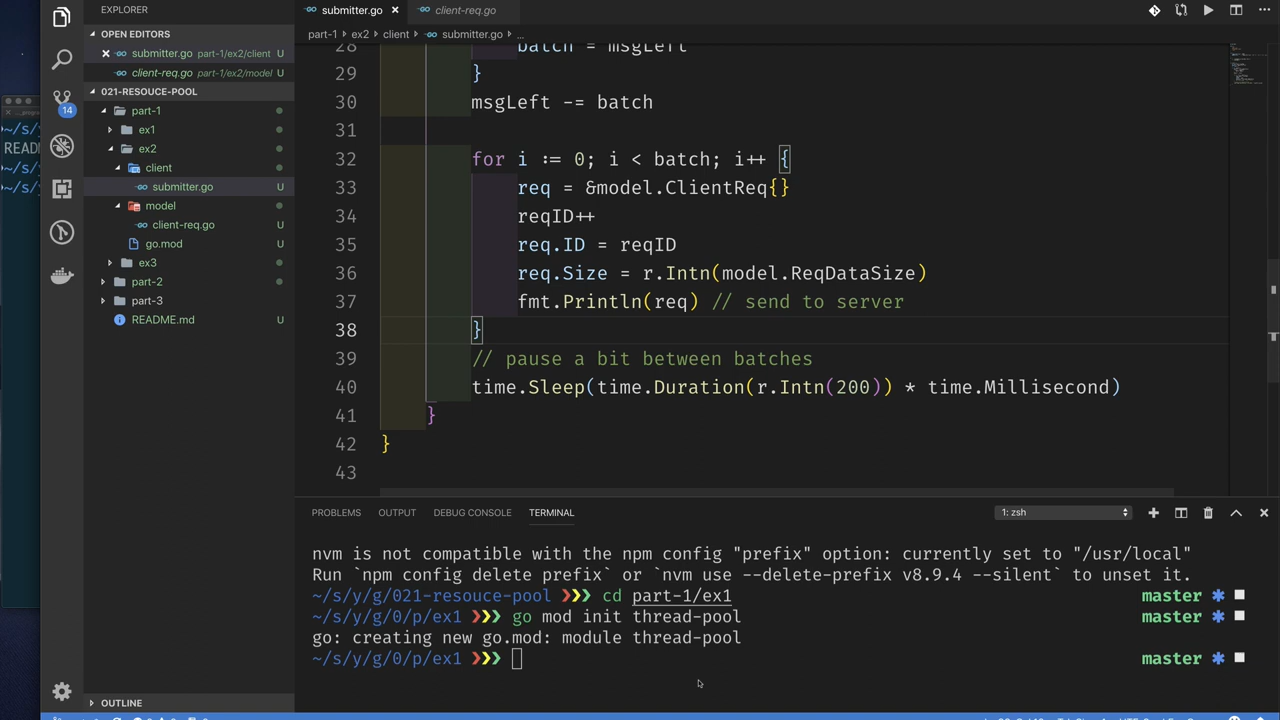 EXPLORER
OPEN EDITORS
submitter.go part-1/ex2/client U
client-req.go part-1/ex2/model U
021-RESOUCE-POOL
14
part-1
ex1
ex2
client
submitter.go U
model
client-req.go U
go.mod U
ex3
part-2
part-3
README.md U
OUTLINE
~/s/y
READ
~/s/y
~/s/y
submitter.go
client-req.go
part-1 › ex2 › client › submitter.go › ...
28 batch = msgLeft
29 }
30 msgLeft -= batch
31
32 for i := 0; i < batch; i++ {
33 req = &model.ClientReq{}
34 reqID++
35 req.ID = reqID
36 req.Size = r.Intn(model.ReqDataSize)
37 fmt.Println(req) // send to server
38 }
39 // pause a bit between batches
40 time.Sleep(time.Duration(r.Intn(200)) * time.Millisecond)
41 }
42 }
43
PROBLEMS OUTPUT DEBUG CONSOLE TERMINAL
1: zsh
nvm is not compatible with the npm config "prefix" option: currently set to "/usr/local"
Run `npm config delete prefix` or `nvm use --delete-prefix v8.9.4 --silent` to unset it.
~/s/y/g/021-resouce-pool ❯❯❯ cd part-1/ex1 master ✱ ◼
~/s/y/g/0/p/ex1 ❯❯❯ go mod init thread-pool master ✱ ◼
go: creating new go.mod: module thread-pool
~/s/y/g/0/p/ex1 ❯❯❯ master ✱ ◼